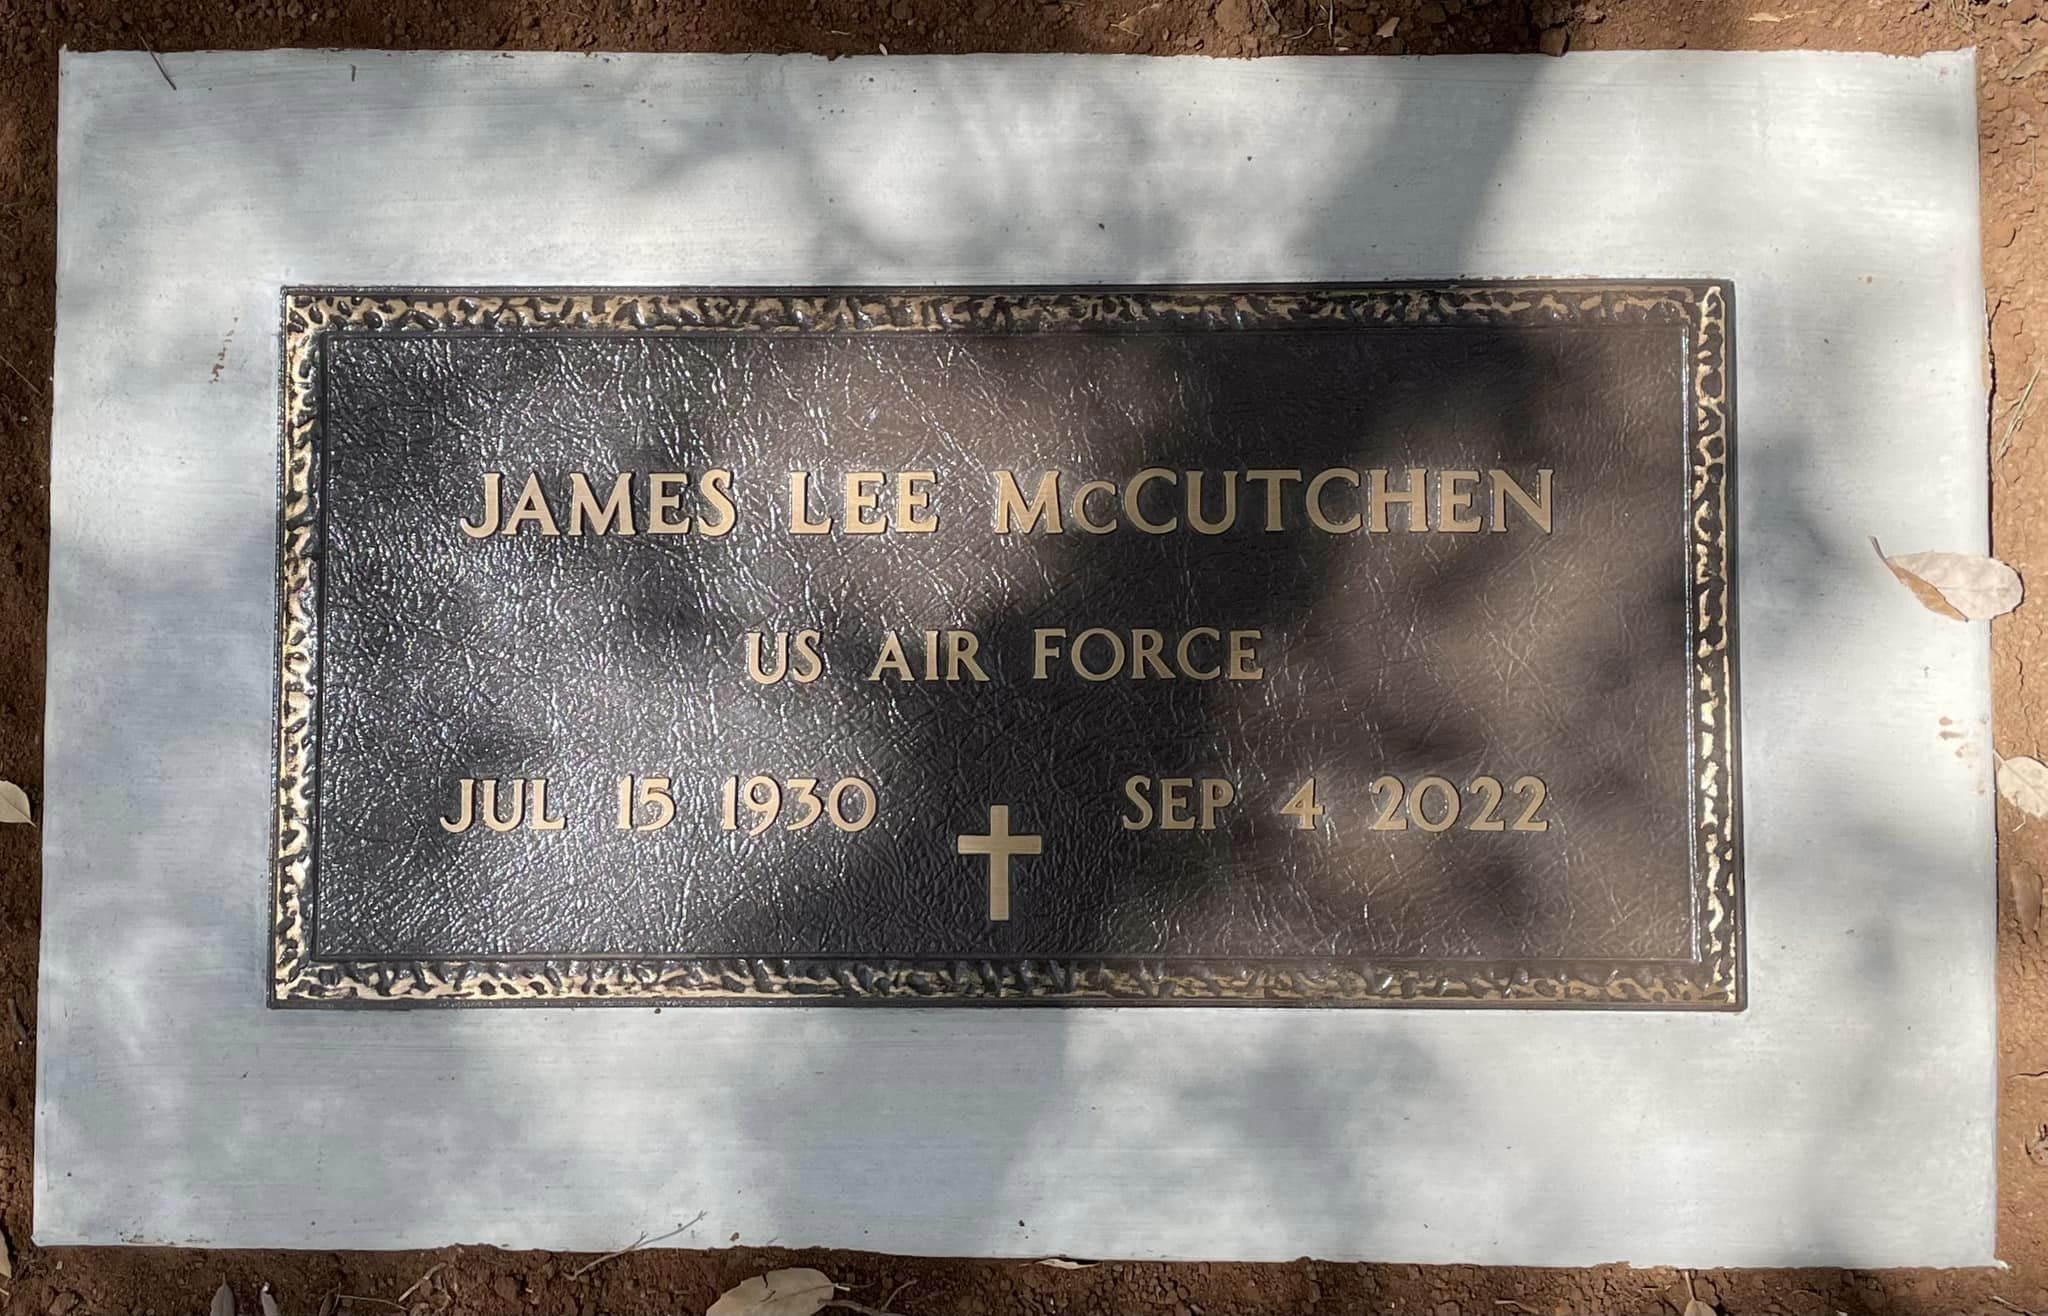 JAMES LEE McCUTCHEN
US AIR FORCE
JUL 15 1930 SEP 4 2022